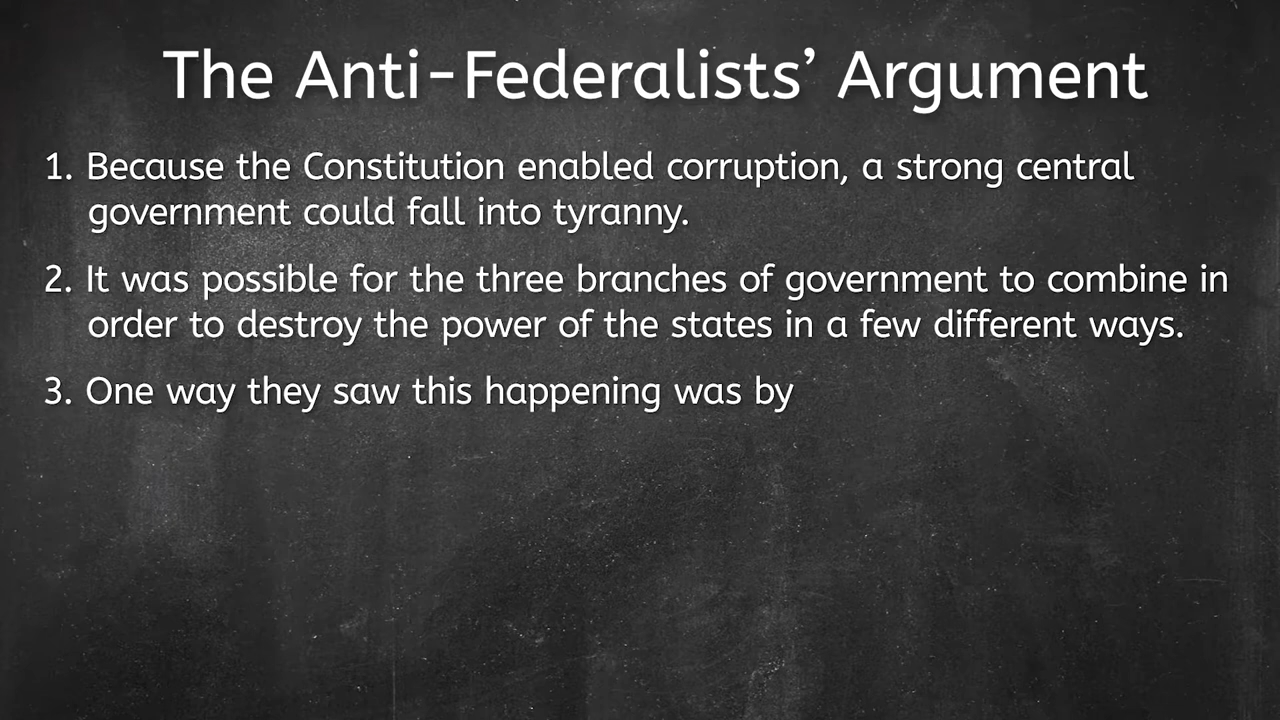 The Anti-Federalists’ Argument
1. Because the Constitution enabled corruption, a strong central
government could fall into tyranny.
2. It was possible for the three branches of government to combine in
order to destroy the power of the states in a few different ways.
3. One way they saw this happening was by